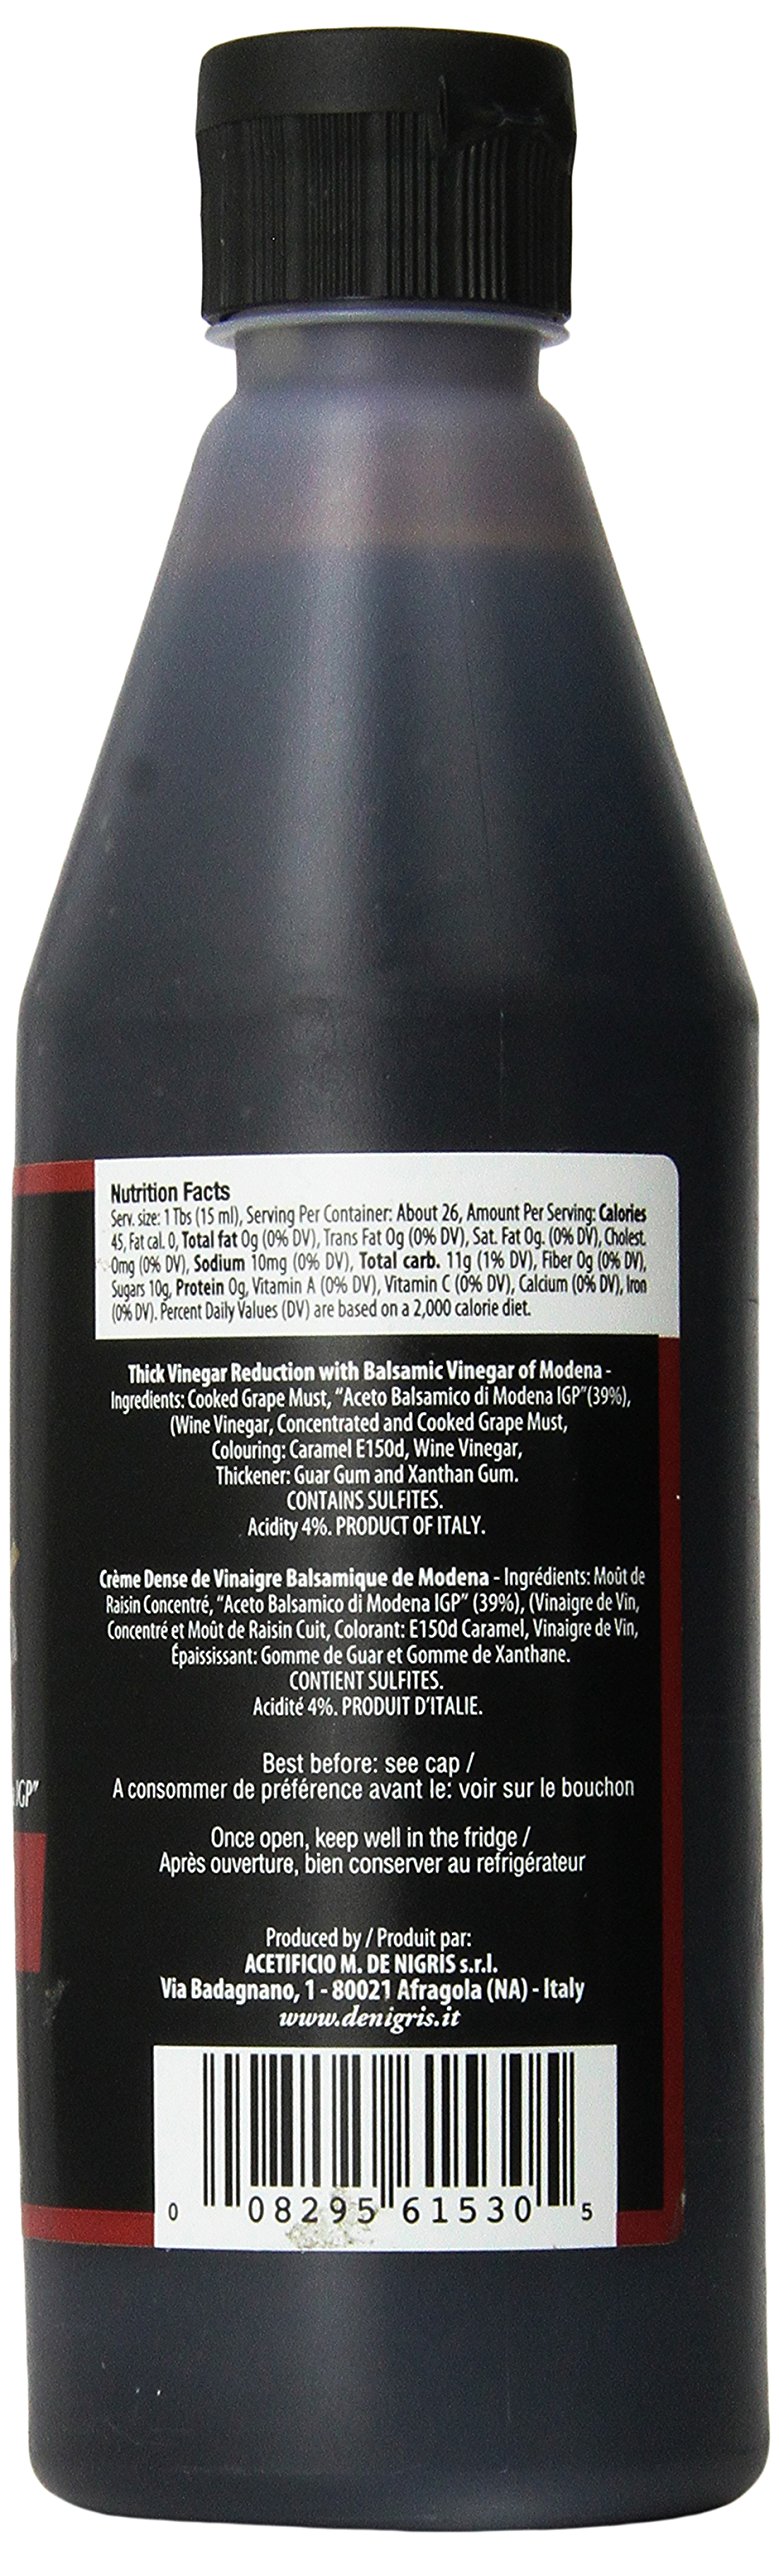 Nutrition Facts
Serv. size: 1 Tbs (15 ml), Serving Per Container: About 26, Amount Per Serving: Calories
45, Fat cal. 0, Total fat 0g (0% DV), Trans Fat 0g (0% DV), Sat. Fat 0g. (0% DV), Cholest.
0mg (0% DV), Sodium 10mg (0% DV), Total carb. 11g (1% DV), Fiber 0g (0% DV),
Sugars 10g, Protein 0g, Vitamin A (0% DV), Vitamin C (0% DV), Calcium (0% DV), Iron
(0% DV). Percent Daily Values (DV) are based on a 2,000 calorie diet.
Thick Vinegar Reduction with Balsamic Vinegar of Modena -
Ingredients: Cooked Grape Must, "Aceto Balsamico di Modena IGP"(39%),
(Wine Vinegar, Concentrated and Cooked Grape Must,
Colouring: Caramel E150d, Wine Vinegar,
Thickener: Guar Gum and Xanthan Gum.
CONTAINS SULFITES.
Acidity 4%. PRODUCT OF ITALY.
Crème Dense de Vinaigre Balsamique de Modena - Ingrédients: Moût de
Raisin Concentré, "Aceto Balsamico di Modena IGP" (39%), (Vinaigre de Vin,
Concentré et Moût de Raisin Cuit, Colorant: E150d Caramel, Vinaigre de Vin,
Épaississant: Gomme de Guar et Gomme de Xanthane.
CONTIENT SULFITES.
Acidité 4%. PRODUIT D'ITALIE.
IGP"
Best before: see cap /
A consommer de préférence avant le: voir sur le bouchon
Once open, keep well in the fridge /
Après ouverture, bien conserver au refrigérateur
Produced by / Produit par:
ACETIFICIO M. DE NIGRIS s.r.l.
Via Badagnano, 1 - 80021 Afragola (NA) - Italy
www.denigris.it
0 08295 61530 5